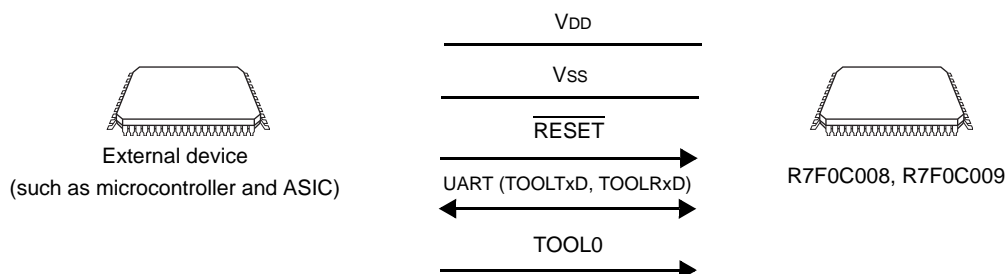 VDD
VSS
RESET
UART (TOOLTxD, TOOLRxD)
TOOL0
External device
(such as microcontroller and ASIC)
R7F0C008, R7F0C009